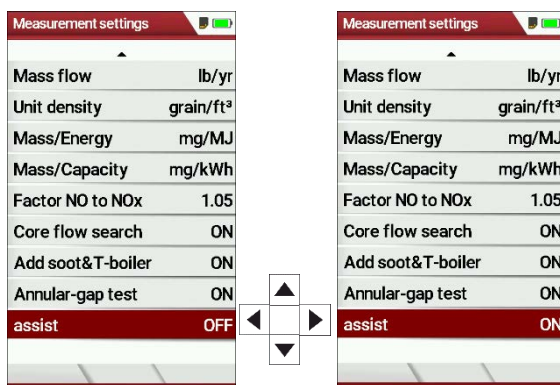 Measurement settings
Mass flow lb/yr
Unit density grain/ft³
Mass/Energy mg/MJ
Mass/Capacity mg/kWh
Factor NO to NOx 1.05
Core flow search ON
Add soot&T-boiler ON
Annular-gap test ON
assist OFF
Measurement settings
Mass flow lb/yr
Unit density grain/ft³
Mass/Energy mg/MJ
Mass/Capacity mg/kWh
Factor NO to NOx 1.05
Core flow search ON
Add soot&T-boiler ON
Annular-gap test ON
assist ON